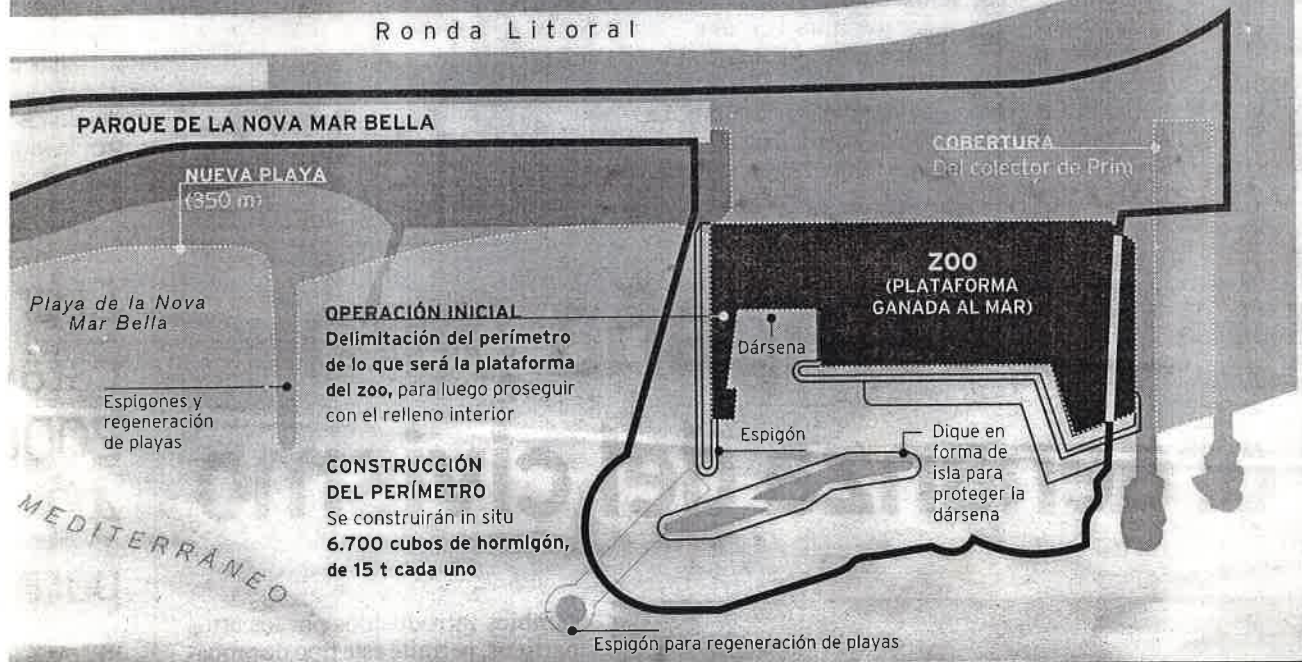 Ronda Litoral
PARQUE DE LA NOVA MAR BELLA
COBERTURA
Del colector de Prim
NUEVA PLAYA
(350 m)
ZOO
(PLATAFORMA
GANADA AL MAR)
Playa de la Nova
Mar Bella
OPERACIÓN INICIAL
Delimitación del perímetro
de lo que será la plataforma
del zoo, para luego proseguir
con el relleno interior
Dársena
Espigones y
regeneración
de playas
Espigón
Dique en
forma de
isla para
proteger la
dársena
CONSTRUCCIÓN
DEL PERÍMETRO
Se construirán in situ
6.700 cubos de hormigón,
de 15 t cada uno
MEDITERRÁNEO
Espigón para regeneración de playas